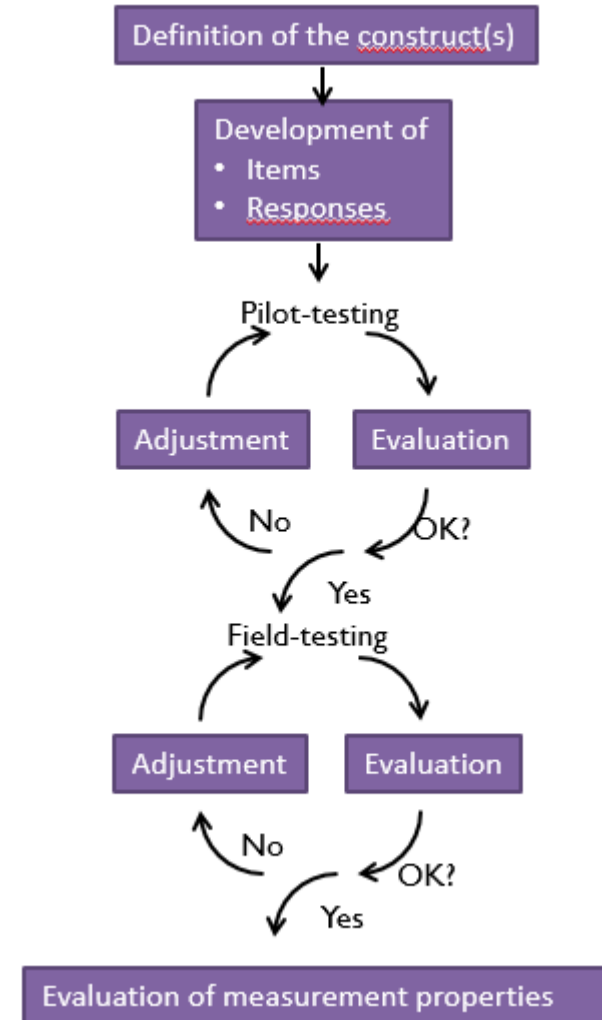 Definition of the construct(s)
Development of
• Items
• Responses
Pilot-testing
Adjustment
Evaluation
No
OK?
Yes
Field-testing
Adjustment
Evaluation
No
OK?
Yes
Evaluation of measurement properties